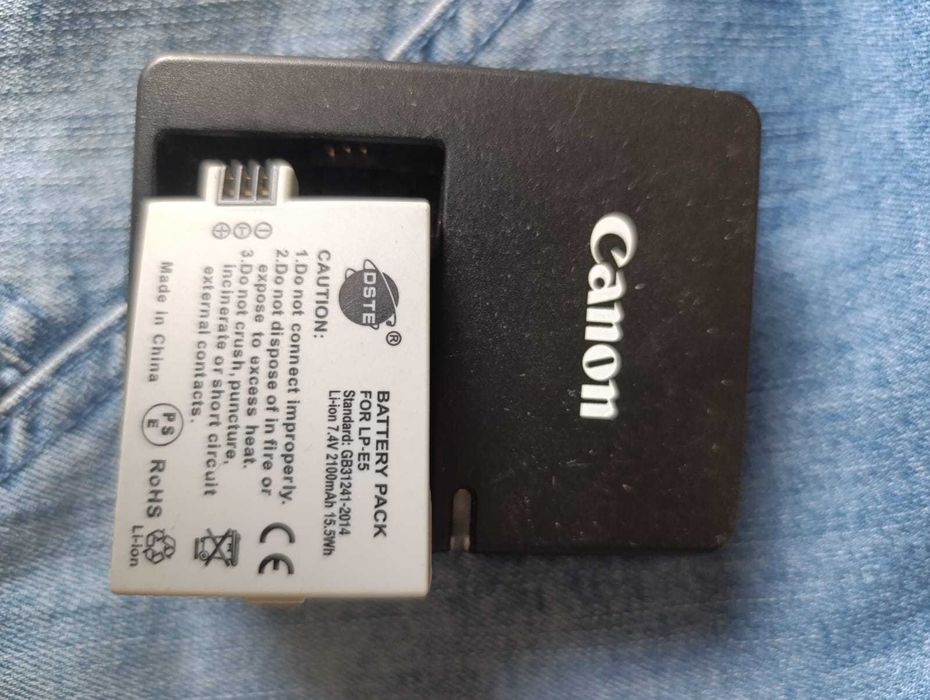 Canon
DSTE®
BATTERY PACK
FOR LP-E5
Standard: GB31241-2014
Li-ion 7.4V 2100mAh 15.5Wh
CAUTION:
1.Do not connect improperly.
2.Do not dispose of in fire or
expose to excess heat.
3.Do not crush, puncture,
incinerate or short circuit
external contacts.
Made in China
PS
E
RoHS
Li-ion
CE